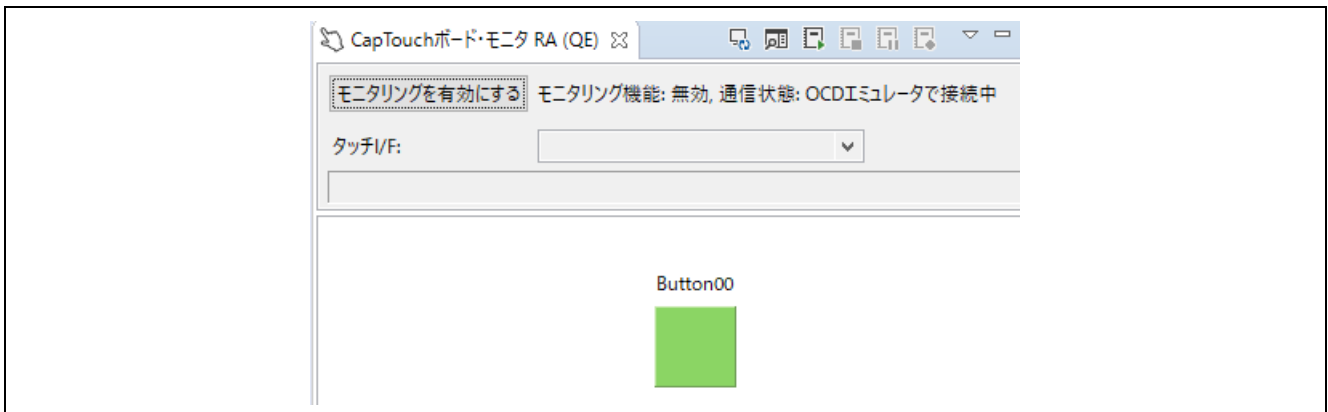 CapTouchボード・モニタ RA (QE)
モニタリングを有効にする モニタリング機能: 無効, 通信状態: OCDエミュレータで接続中
タッチI/F:
Button00